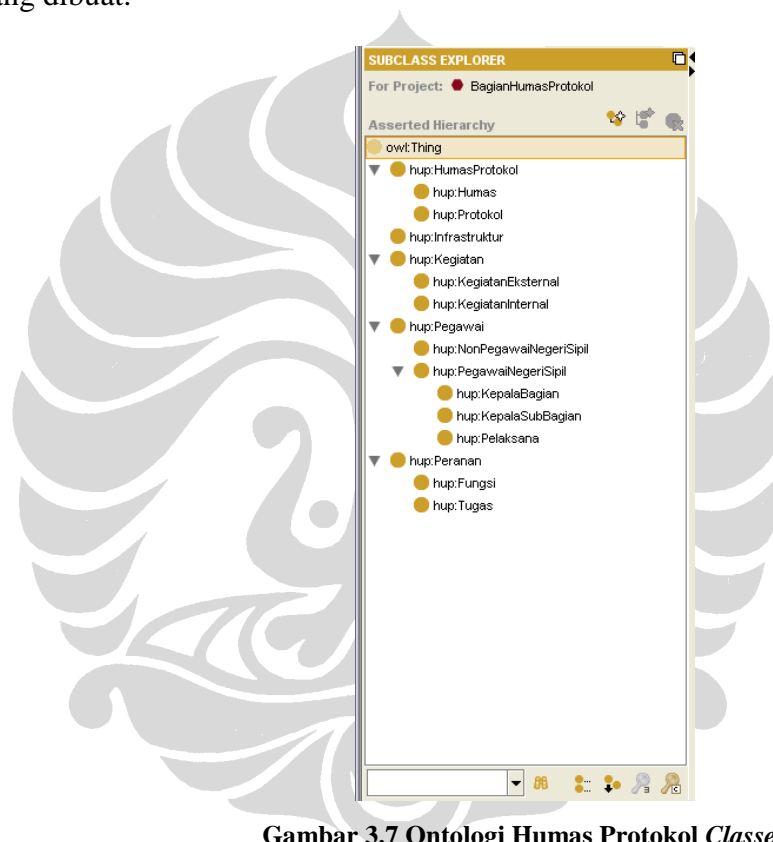 dibuat.
SUBCLASS EXPLORER
For Project: BagianHumasProtokol
Asserted Hierarchy
owl:Thing
hup:HumasProtokol
hup:Humas
hup:Protokol
hup:Infrastruktur
hup:Kegiatan
hup:KegiatanEksternal
hup:KegiatanInternal
hup:Pegawai
hup:NonPegawaiNegeriSipil
hup:PegawaiNegeriSipil
hup:KepalaBagian
hup:KepalaSubBagian
hup:Pelaksana
hup:Peranan
hup:Fungsi
hup:Tugas
Gambar 3.7 Ontologi Humas Protokol